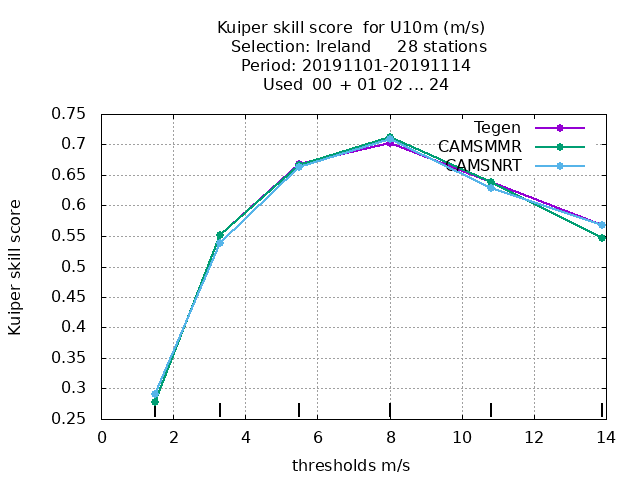 Kuiper skill score  for U10m (m/s)
Selection: Ireland     28 stations
Period: 20191101-20191114
Used  00 + 01 02 ... 24
Tegen
CAMSMMR
CAMSNRT
0.75
0.7
0.65
0.6
0.55
0.5
0.45
0.4
0.35
0.3
0.25
Kuiper skill score
0 2 4 6 8 10 12 14
thresholds m/s